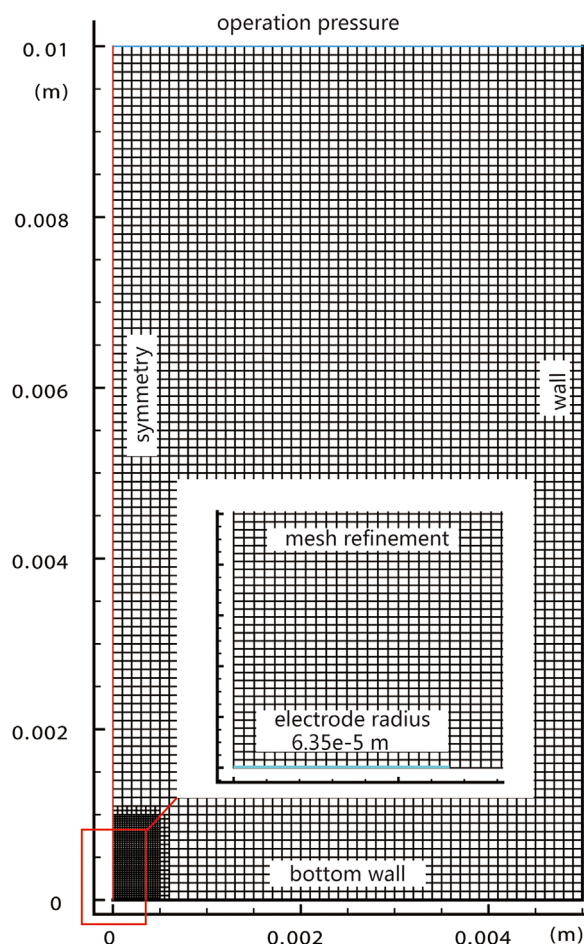 operation pressure
0.01
(m)
0.008
symmetry
wall
0.006
mesh refinement
0.004
electrode radius
6.35e-5 m
0.002
bottom wall
0
0 0.002 0.004 (m)